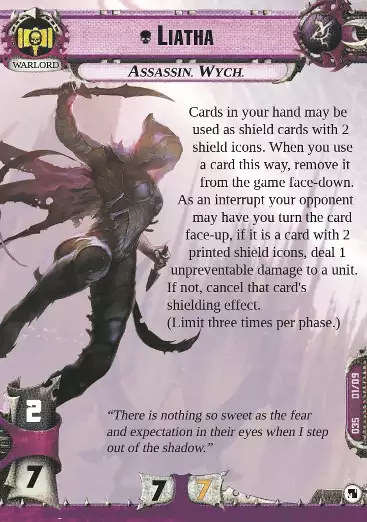 LIATHA
WARLORD
ASSASSIN. WYCH.
Cards in your hand may be
used as shield cards with 2
shield icons. When you use
a card this way, remove it
from the game face-down.
As an interrupt your opponent
may have you turn the card
face-up, if it is a card with 2
printed shield icons, deal 1
unpreventable damage to a unit.
If not, cancel that card's
shielding effect.
(Limit three times per phase.)
2
7
“There is nothing so sweet as the fear
and expectation in their eyes when I step
out of the shadow.”
7
7
035 01/09